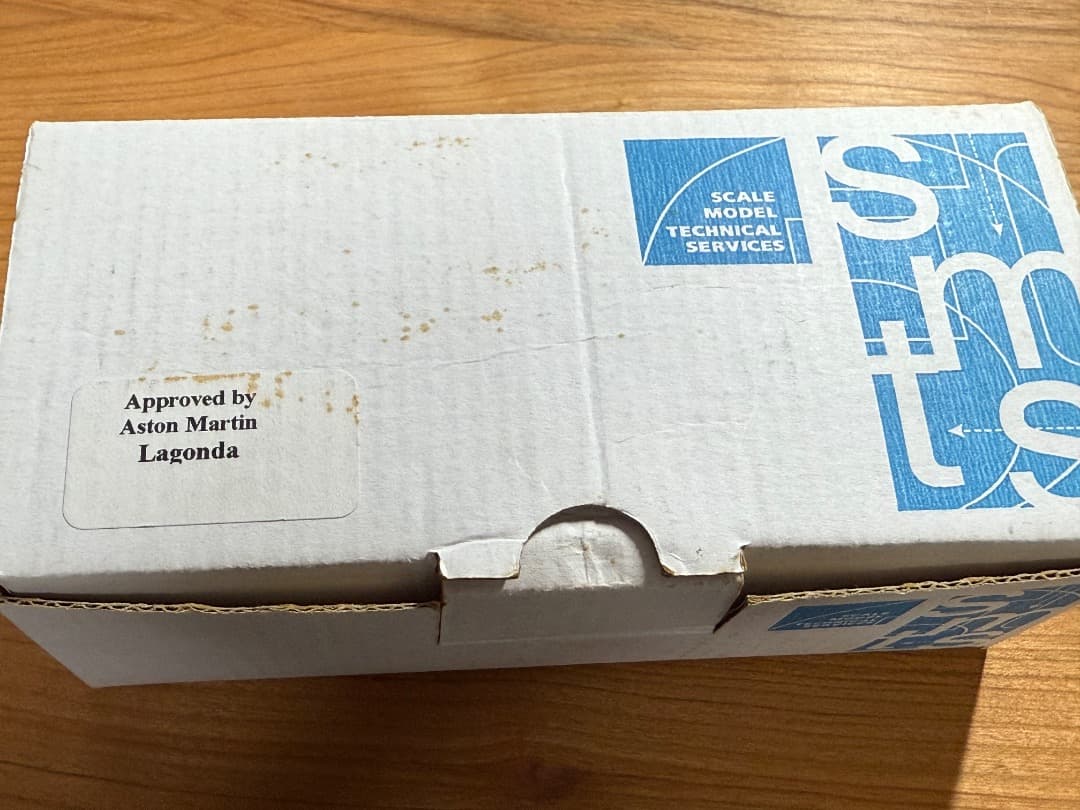 SCALE
MODEL
TECHNICAL
SERVICES
s
m
t
s
Approved by
Aston Martin
Lagonda